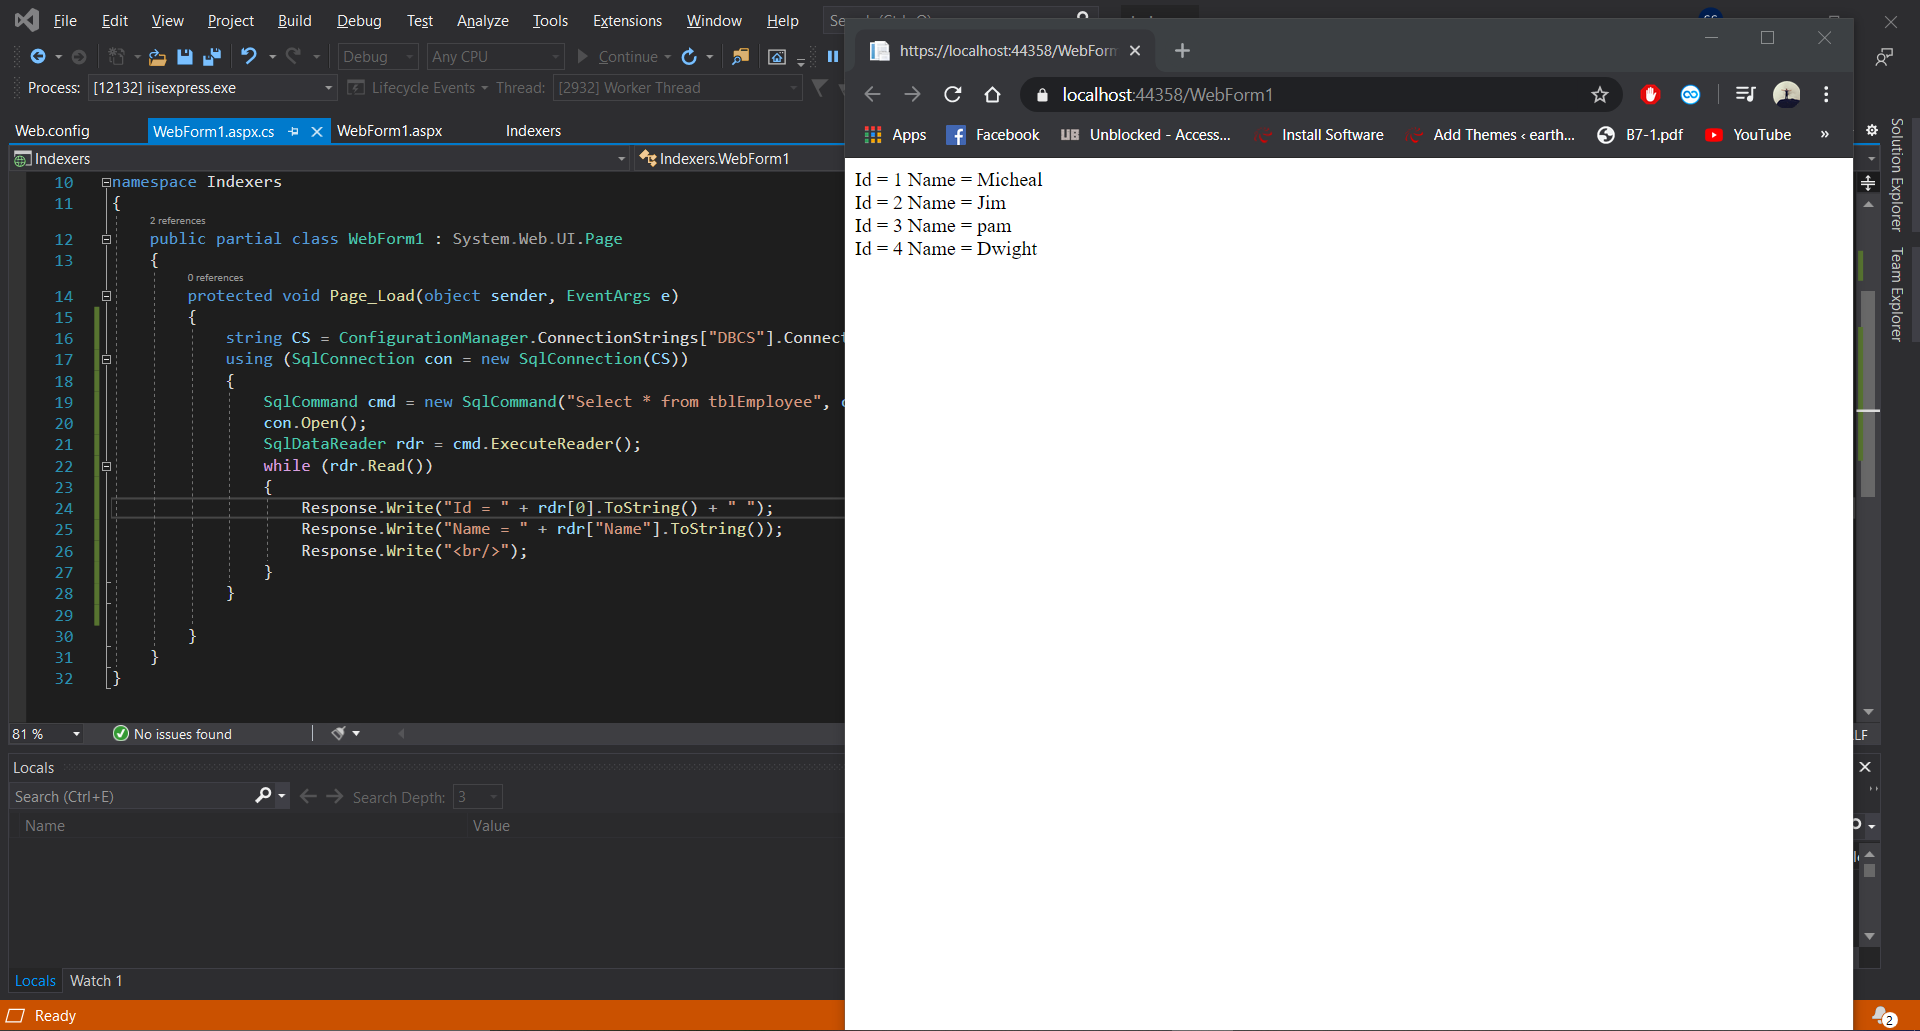 File Edit View Project Build Debug Test Analyze Tools Extensions Window Help
Debug Any CPU Continue
Process: [12132] iisexpress.exe Lifecycle Events Thread: [2932] Worker Thread
Web.config WebForm1.aspx.cs WebForm1.aspx Indexers
Indexers Indexers.WebForm1
10 namespace Indexers
11 {
2 references
12 public partial class WebForm1 : System.Web.UI.Page
13 {
0 references
14 protected void Page_Load(object sender, EventArgs e)
15 {
16 string CS = ConfigurationManager.ConnectionStrings["DBCS"].Connect
17 using (SqlConnection con = new SqlConnection(CS))
18 {
19 SqlCommand cmd = new SqlCommand("Select * from tblEmployee",
20 con.Open();
21 SqlDataReader rdr = cmd.ExecuteReader();
22 while (rdr.Read())
23 {
24 Response.Write("Id = " + rdr[0].ToString() + " ");
25 Response.Write("Name = " + rdr["Name"].ToString());
26 Response.Write("<br/>");
27 }
28 }
29
30 }
31 }
32 }
81 % No issues found
Locals
Search (Ctrl+E) Search Depth: 3
Name Value
Locals Watch 1
Ready
https://localhost:44358/WebForm
localhost:44358/WebForm1
Apps Facebook UB Unblocked - Access... Install Software Add Themes ‹ earth... B7-1.pdf YouTube »
Id = 1 Name = Micheal
Id = 2 Name = Jim
Id = 3 Name = pam
Id = 4 Name = Dwight
Solution Explorer
Team Explorer
LF
2